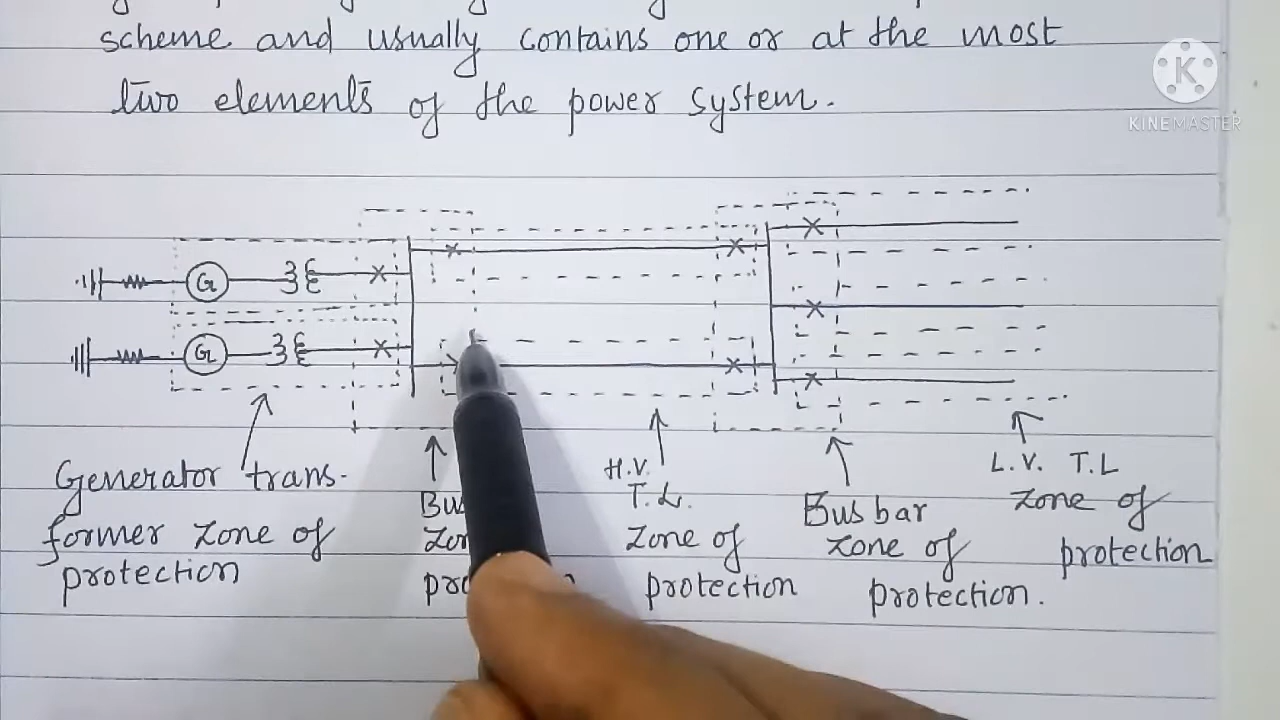 scheme and usually contains one or at the most
two elements of the power system.
K
KINEMASTER
G
G
Generator trans-
former zone of
protection
H.V.
T.L.
zone of
protection
Bus bar
zone of
protection.
L.V. T.L
zone of
protection